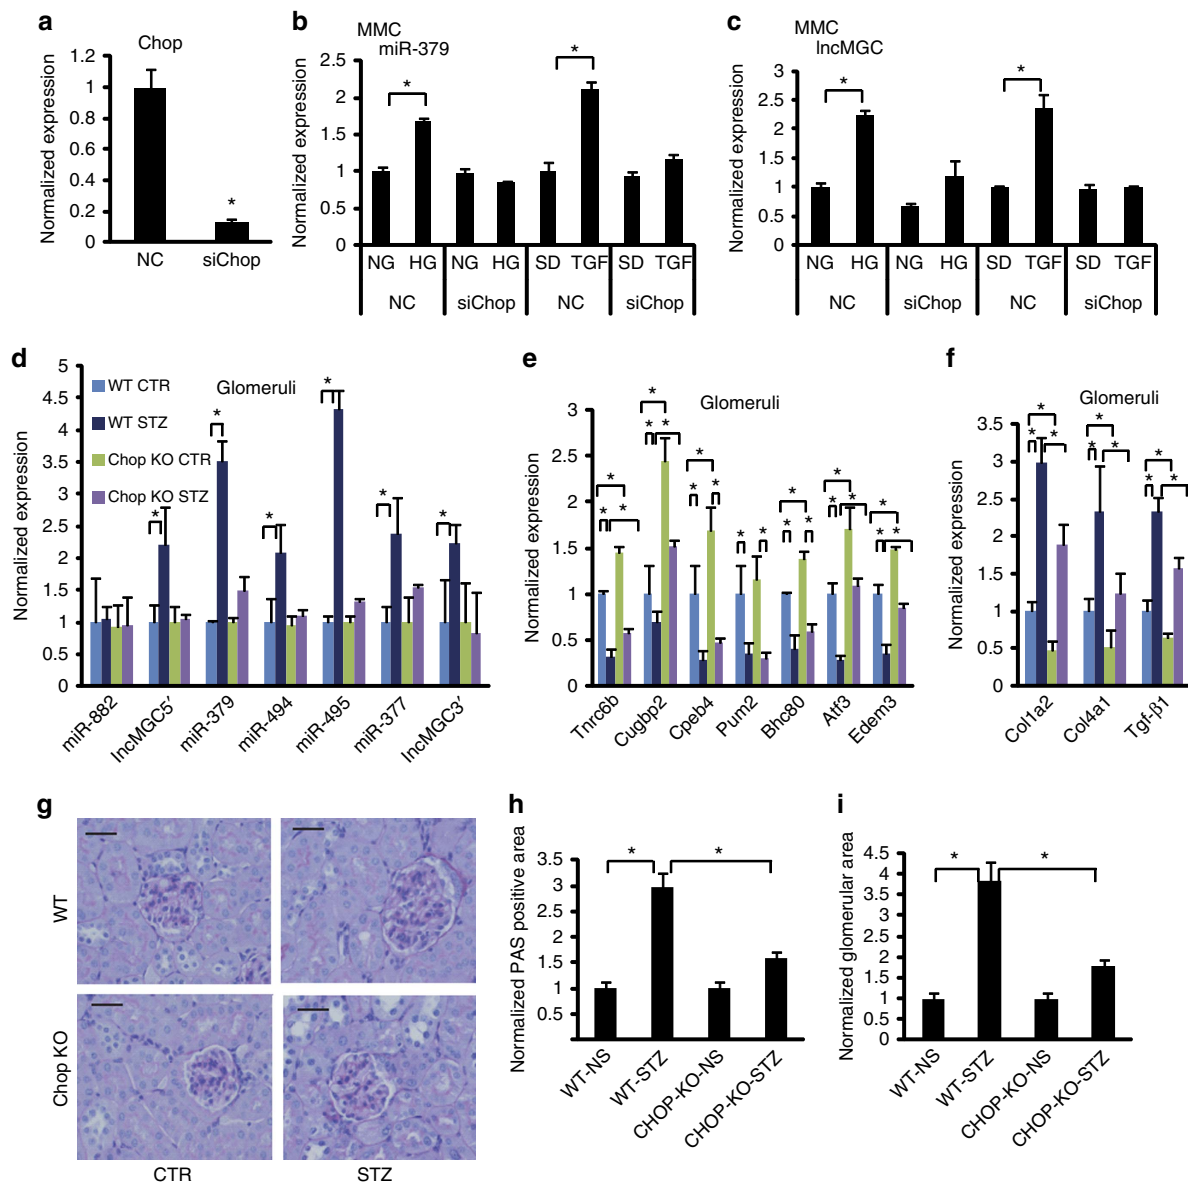 a
Chop
Normalized expression
1.2
1
0.8
0.6
0.4
0.2
0
*
NC siChop
b
MMC
miR-379
Normalized expression
2.5
2
1.5
1
0.5
0
* *
NG HG NG HG SD TGF SD TGF
NC siChop NC siChop
c
MMC
lncMGC
Normalized expression
3
2.5
2
1.5
1
0.5
0
* *
NG HG NG HG SD TGF SD TGF
NC siChop NC siChop
d
Glomeruli
Normalized expression
5
4.5
4
3.5
3
2.5
2
1.5
1
0.5
0
WT CTR
WT STZ
Chop KO CTR
Chop KO STZ
* * * * * *
miR-882 lncMGC5′ miR-379 miR-494 miR-495 miR-377 lncMGC3′
e
Glomeruli
Normalized expression
3
2.5
2
1.5
1
0.5
0
* * * * * * * * * * * * * * * * * * * *
Tnrc6b Cugbp2 Cpeb4 Pum2 Bhc80 Atf3 Edem3
f
Glomeruli
Normalized expression
3.5
3
2.5
2
1.5
1
0.5
0
* * * * * * * * *
Col1a2 Col4a1 Tgf-β1
g
WT
Chop KO
CTR STZ
h
Normalized PAS positive area
3.5
3
2.5
2
1.5
1
0.5
* *
WT-NS WT-STZ CHOP-KO-NS CHOP-KO-STZ
i
Normalized glomerular area
4.5
4
3.5
3
2.5
2
1.5
1
0.5
0
* *
WT-NS WT-STZ CHOP-KO-NS CHOP-KO-STZ